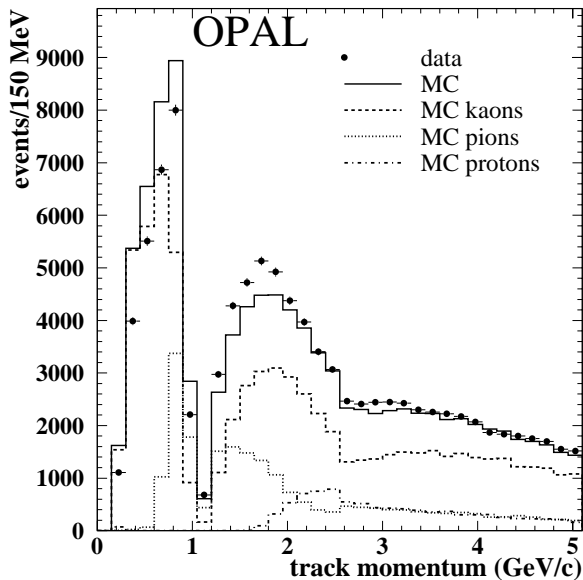 OPAL
data
MC
MC kaons
MC pions
MC protons
events/150 MeV
9000
8000
7000
6000
5000
4000
3000
2000
1000
0
0 1 2 3 4 5
track momentum (GeV/c)